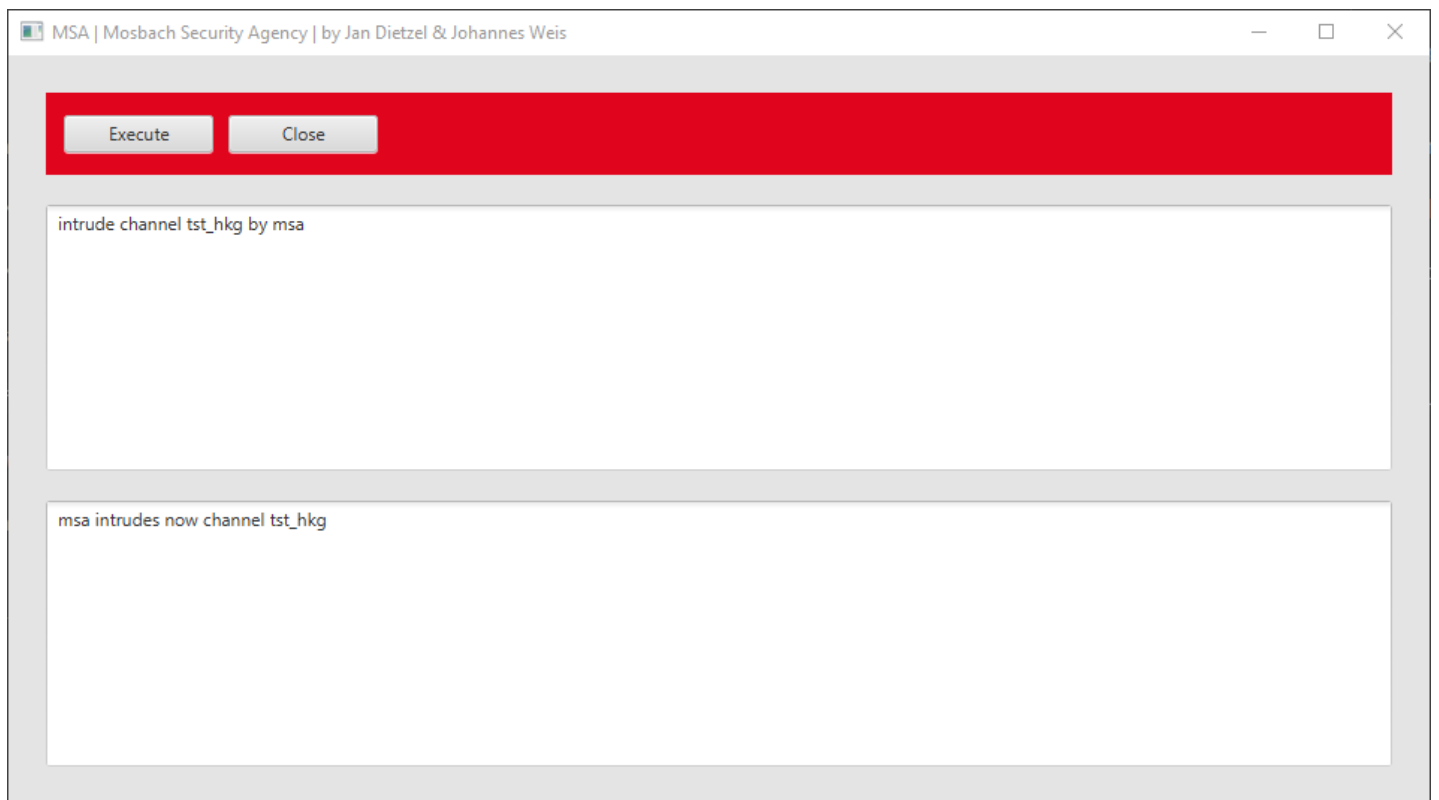 MSA | Mosbach Security Agency | by Jan Dietzel & Johannes Weis
Execute Close
intrude channel tst_hkg by msa
msa intrudes now channel tst_hkg